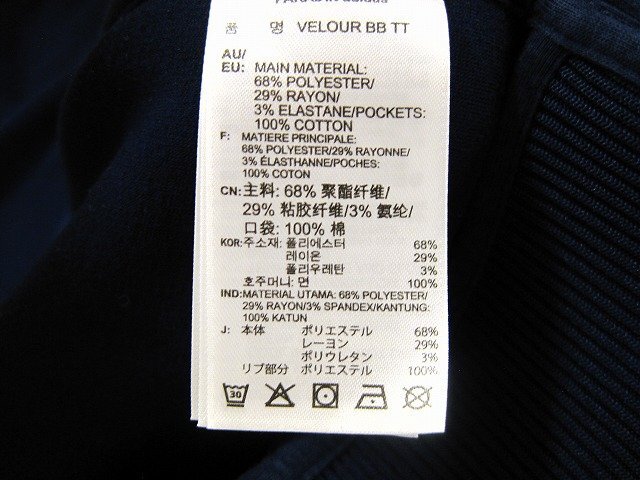 품 명 VELOUR BB TT
AU/
EU: MAIN MATERIAL:
68% POLYESTER/
29% RAYON/
3% ELASTANE/POCKETS:
100% COTTON
F: MATIERE PRINCIPALE:
68% POLYESTER/29% RAYONNE/
3% ÉLASTHANNE/POCHES:
100% COTON
CN: 主料: 68% 聚酯纤维/
29% 粘胶纤维/3% 氨纶/
口袋: 100% 棉
KOR: 주소재: 폴리에스터 68%
레이온 29%
폴리우레탄 3%
호주머니: 면 100%
IND: MATERIAL UTAMA: 68% POLYESTER/
29% RAYON/3% SPANDEX/KANTUNG:
100% KATUN
J: 本体 ポリエステル 68%
レーヨン 29%
ポリウレタン 3%
リブ部分 ポリエステル 100%
30